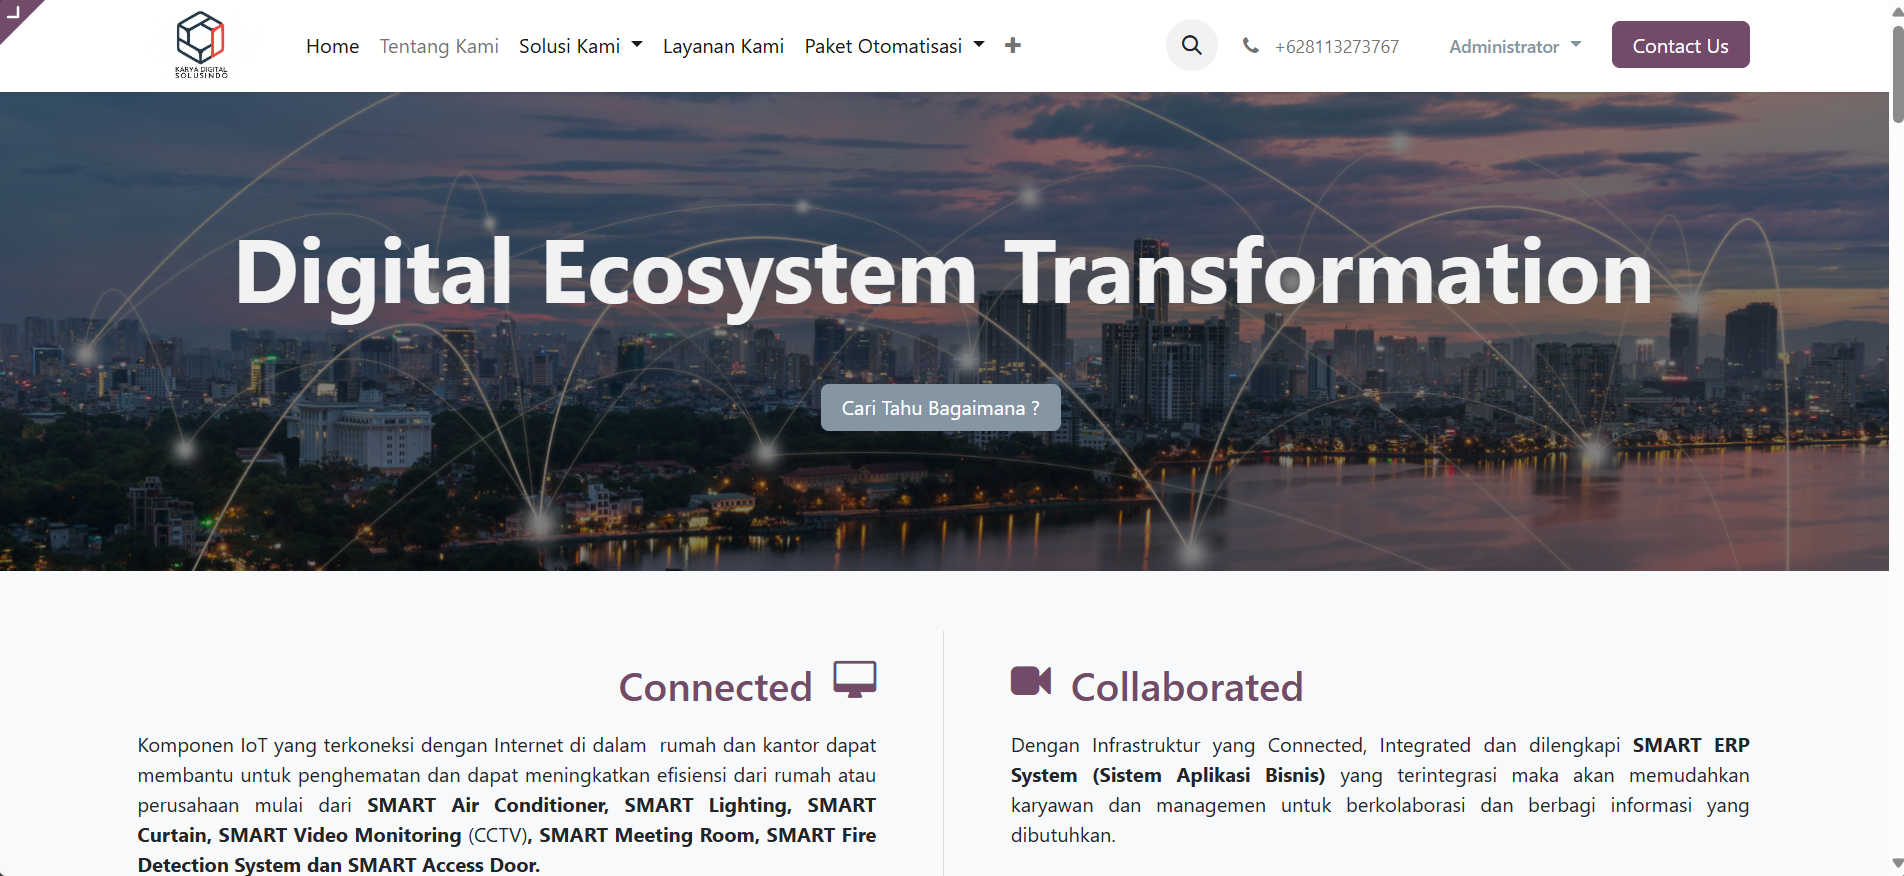 KARYA DIGITAL
SOLUSINDO
Home Tentang Kami Solusi Kami Layanan Kami Paket Otomatisasi
+628113273767 Administrator Contact Us
Digital Ecosystem Transformation
Cari Tahu Bagaimana ?
Connected
Komponen IoT yang terkoneksi dengan Internet di dalam rumah dan kantor dapat
membantu untuk penghematan dan dapat meningkatkan efisiensi dari rumah atau
perusahaan mulai dari SMART Air Conditioner, SMART Lighting, SMART
Curtain, SMART Video Monitoring (CCTV), SMART Meeting Room, SMART Fire
Detection System dan SMART Access Door.
Collaborated
Dengan Infrastruktur yang Connected, Integrated dan dilengkapi SMART ERP
System (Sistem Aplikasi Bisnis) yang terintegrasi maka akan memudahkan
karyawan dan managemen untuk berkolaborasi dan berbagi informasi yang
dibutuhkan.